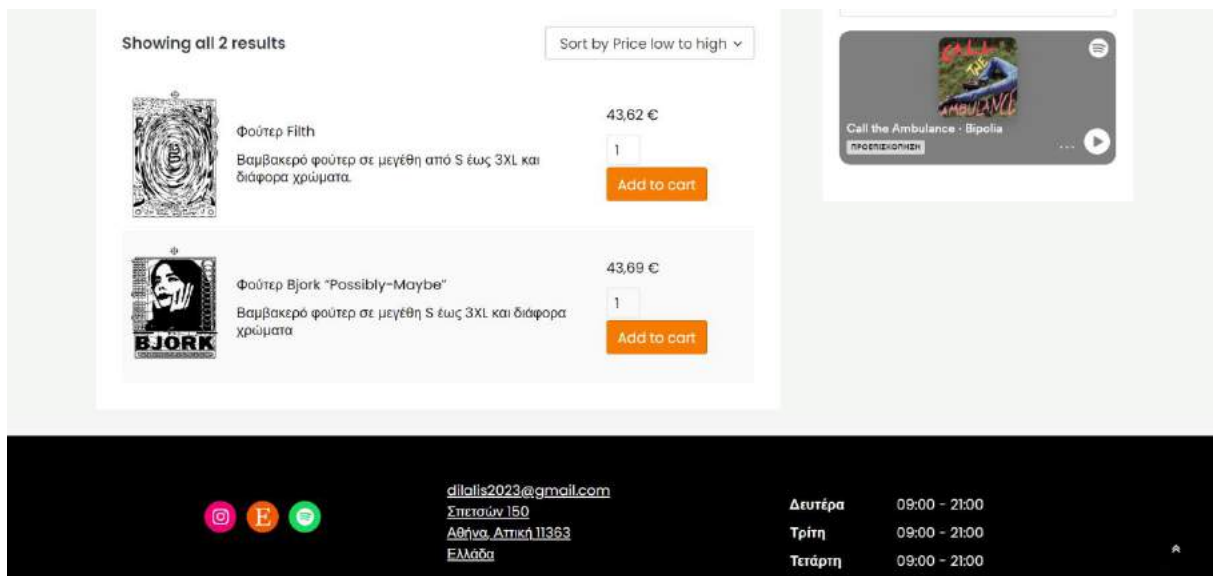 Showing all 2 results
Sort by Price low to high
Φούτερ Filth
Βαμβακερό φούτερ σε μεγέθη από S έως 3XL και
διάφορα χρώματα.
43,62 €
1
Add to cart
BJORK
Φούτερ Bjork “Possibly-Maybe”
Βαμβακερό φούτερ σε μεγέθη S έως 3XL και διάφορα
χρώματα
43,69 €
1
Add to cart
Call THE
AMBULANCE
Call the Ambulance · Bipolia
ΠΡΟΕΠΙΣΚΟΠΗΣΗ
E
dilalis2023@gmail.com
Σπετσών 150
Αθήνα, Αττική 11363
Ελλάδα
Δευτέρα 09:00 - 21:00
Τρίτη 09:00 - 21:00
Τετάρτη 09:00 - 21:00